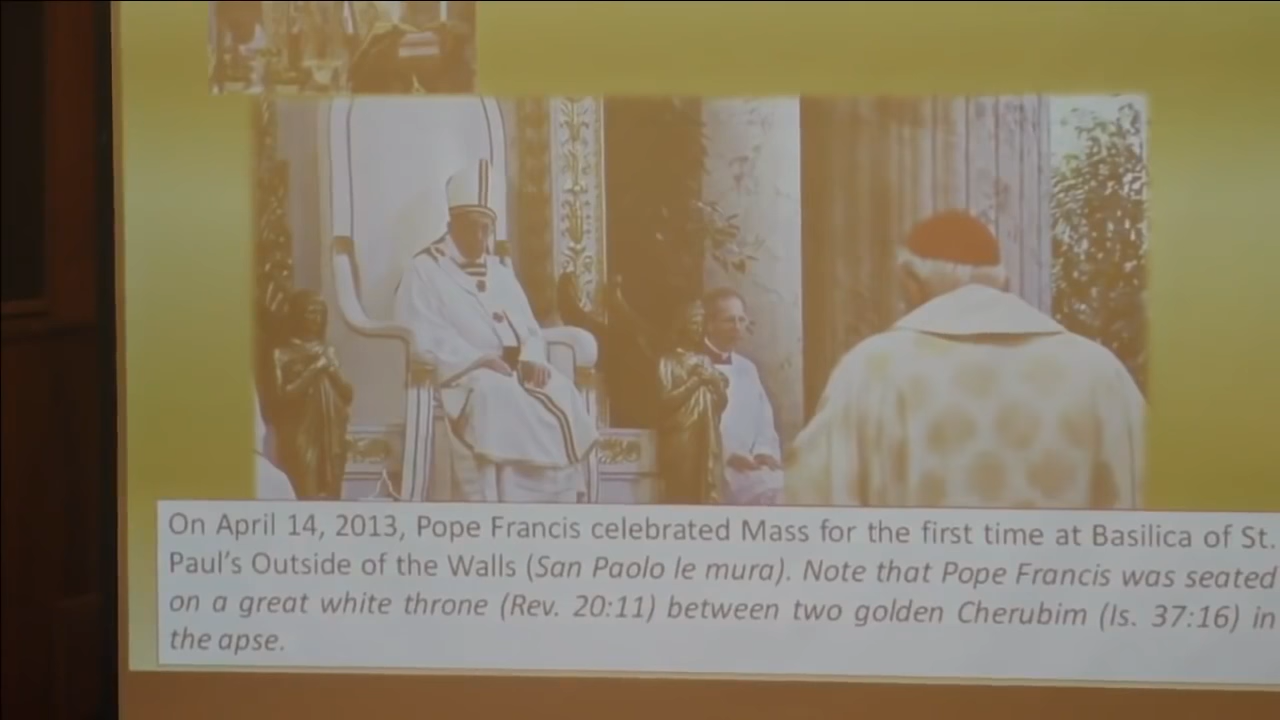 On April 14, 2013, Pope Francis celebrated Mass for the first time at Basilica of St.
Paul's Outside of the Walls (San Paolo le mura). Note that Pope Francis was seated
on a great white throne (Rev. 20:11) between two golden Cherubim (Is. 37:16) in
the apse.